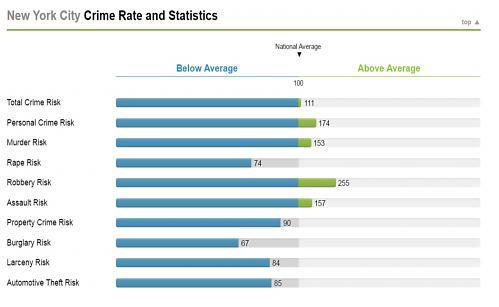 New York City Crime Rate and Statistics
top ▲
National Average
▼
Below Average Above Average
100
Total Crime Risk 111
Personal Crime Risk 174
Murder Risk 153
Rape Risk 74
Robbery Risk 255
Assault Risk 157
Property Crime Risk 90
Burglary Risk 67
Larceny Risk 84
Automotive Theft Risk 85